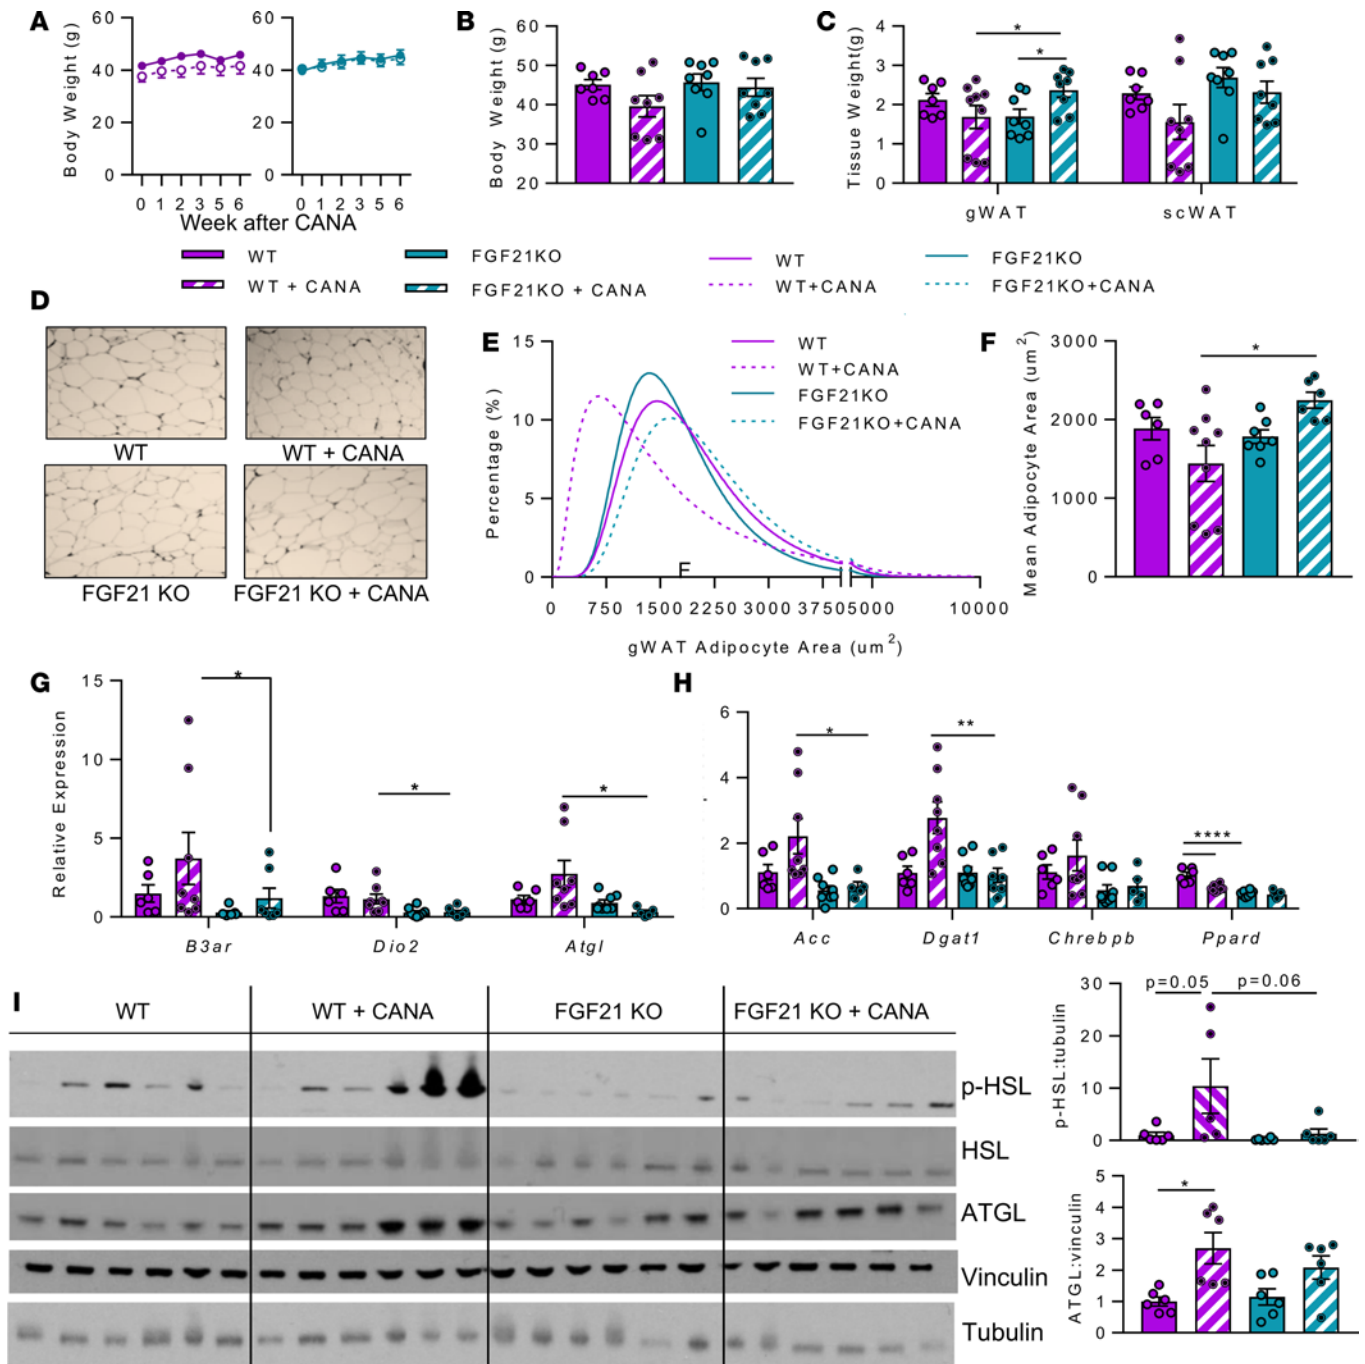 A
Body Weight (g)
60
40
20
0
0 1 2 3 5 6
60
40
20
0
0 1 2 3 5 6
Week after CANA
B
Body Weight (g)
60
50
40
30
20
C
Tissue Weight(g)
4
3
2
1
0
*
*
gWAT
scWAT
WT
WT + CANA
FGF21KO
FGF21KO + CANA
WT
WT+CANA
FGF21KO
FGF21KO+CANA
D
WT
WT + CANA
FGF21 KO
FGF21 KO + CANA
E
Percentage (%)
15
10
5
0
WT
WT+CANA
FGF21KO
FGF21KO+CANA
F
0 750 1500 2250 3000 3750 5000 10000
gWAT Adipocyte Area (um2)
F
Mean Adipocyte Area (um2)
3000
2000
1000
0
*
G
Relative Expression
15
10
5
0
*
*
*
B3ar
Dio2
Atgl
H
6
4
2
0
*
**
****
Acc
Dgat1
Chrebpb
Ppard
I
WT
WT + CANA
FGF21 KO
FGF21 KO + CANA
p-HSL
HSL
ATGL
Vinculin
Tubulin
p-HSL:tubulin
30
20
10
0
p=0.05
p=0.06
ATGL:vinculin
5
4
3
2
1
0
*